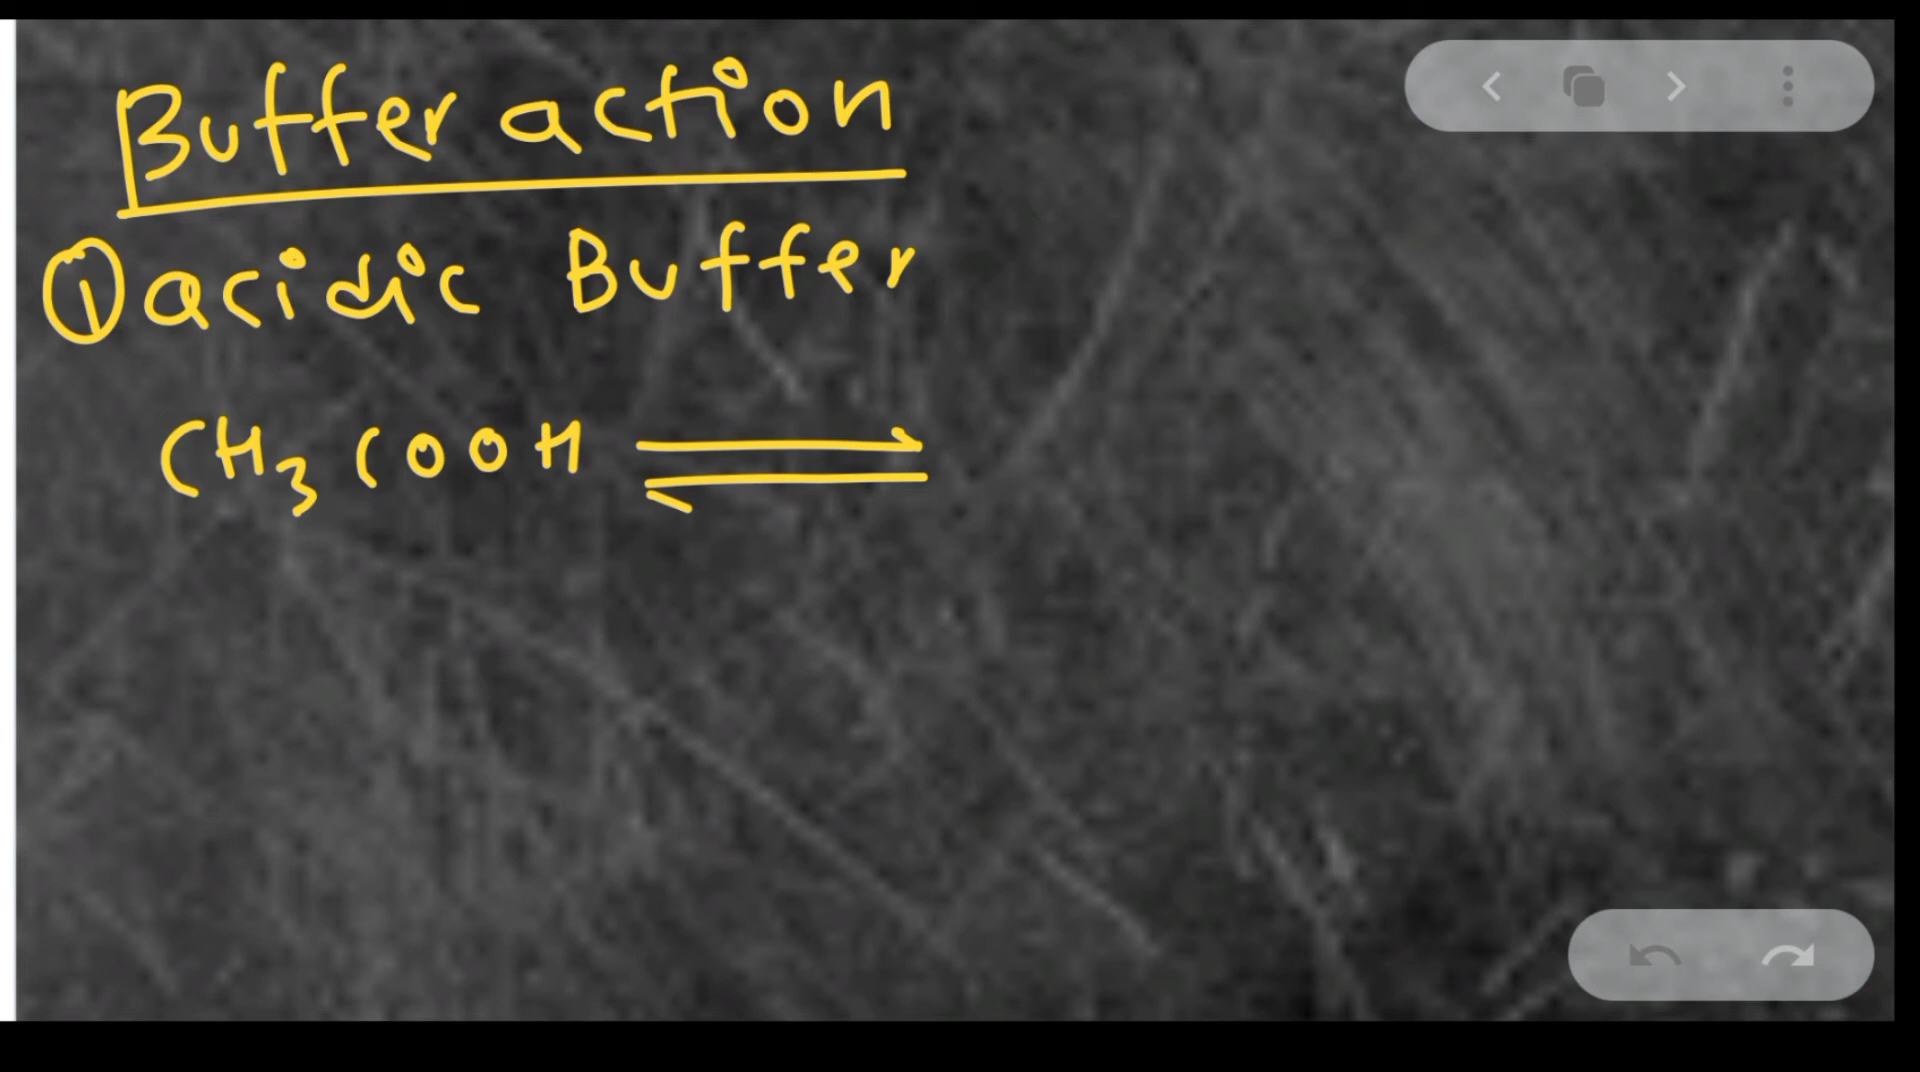 Buffer action
① acidic Buffer
CH₃COOH ⇌